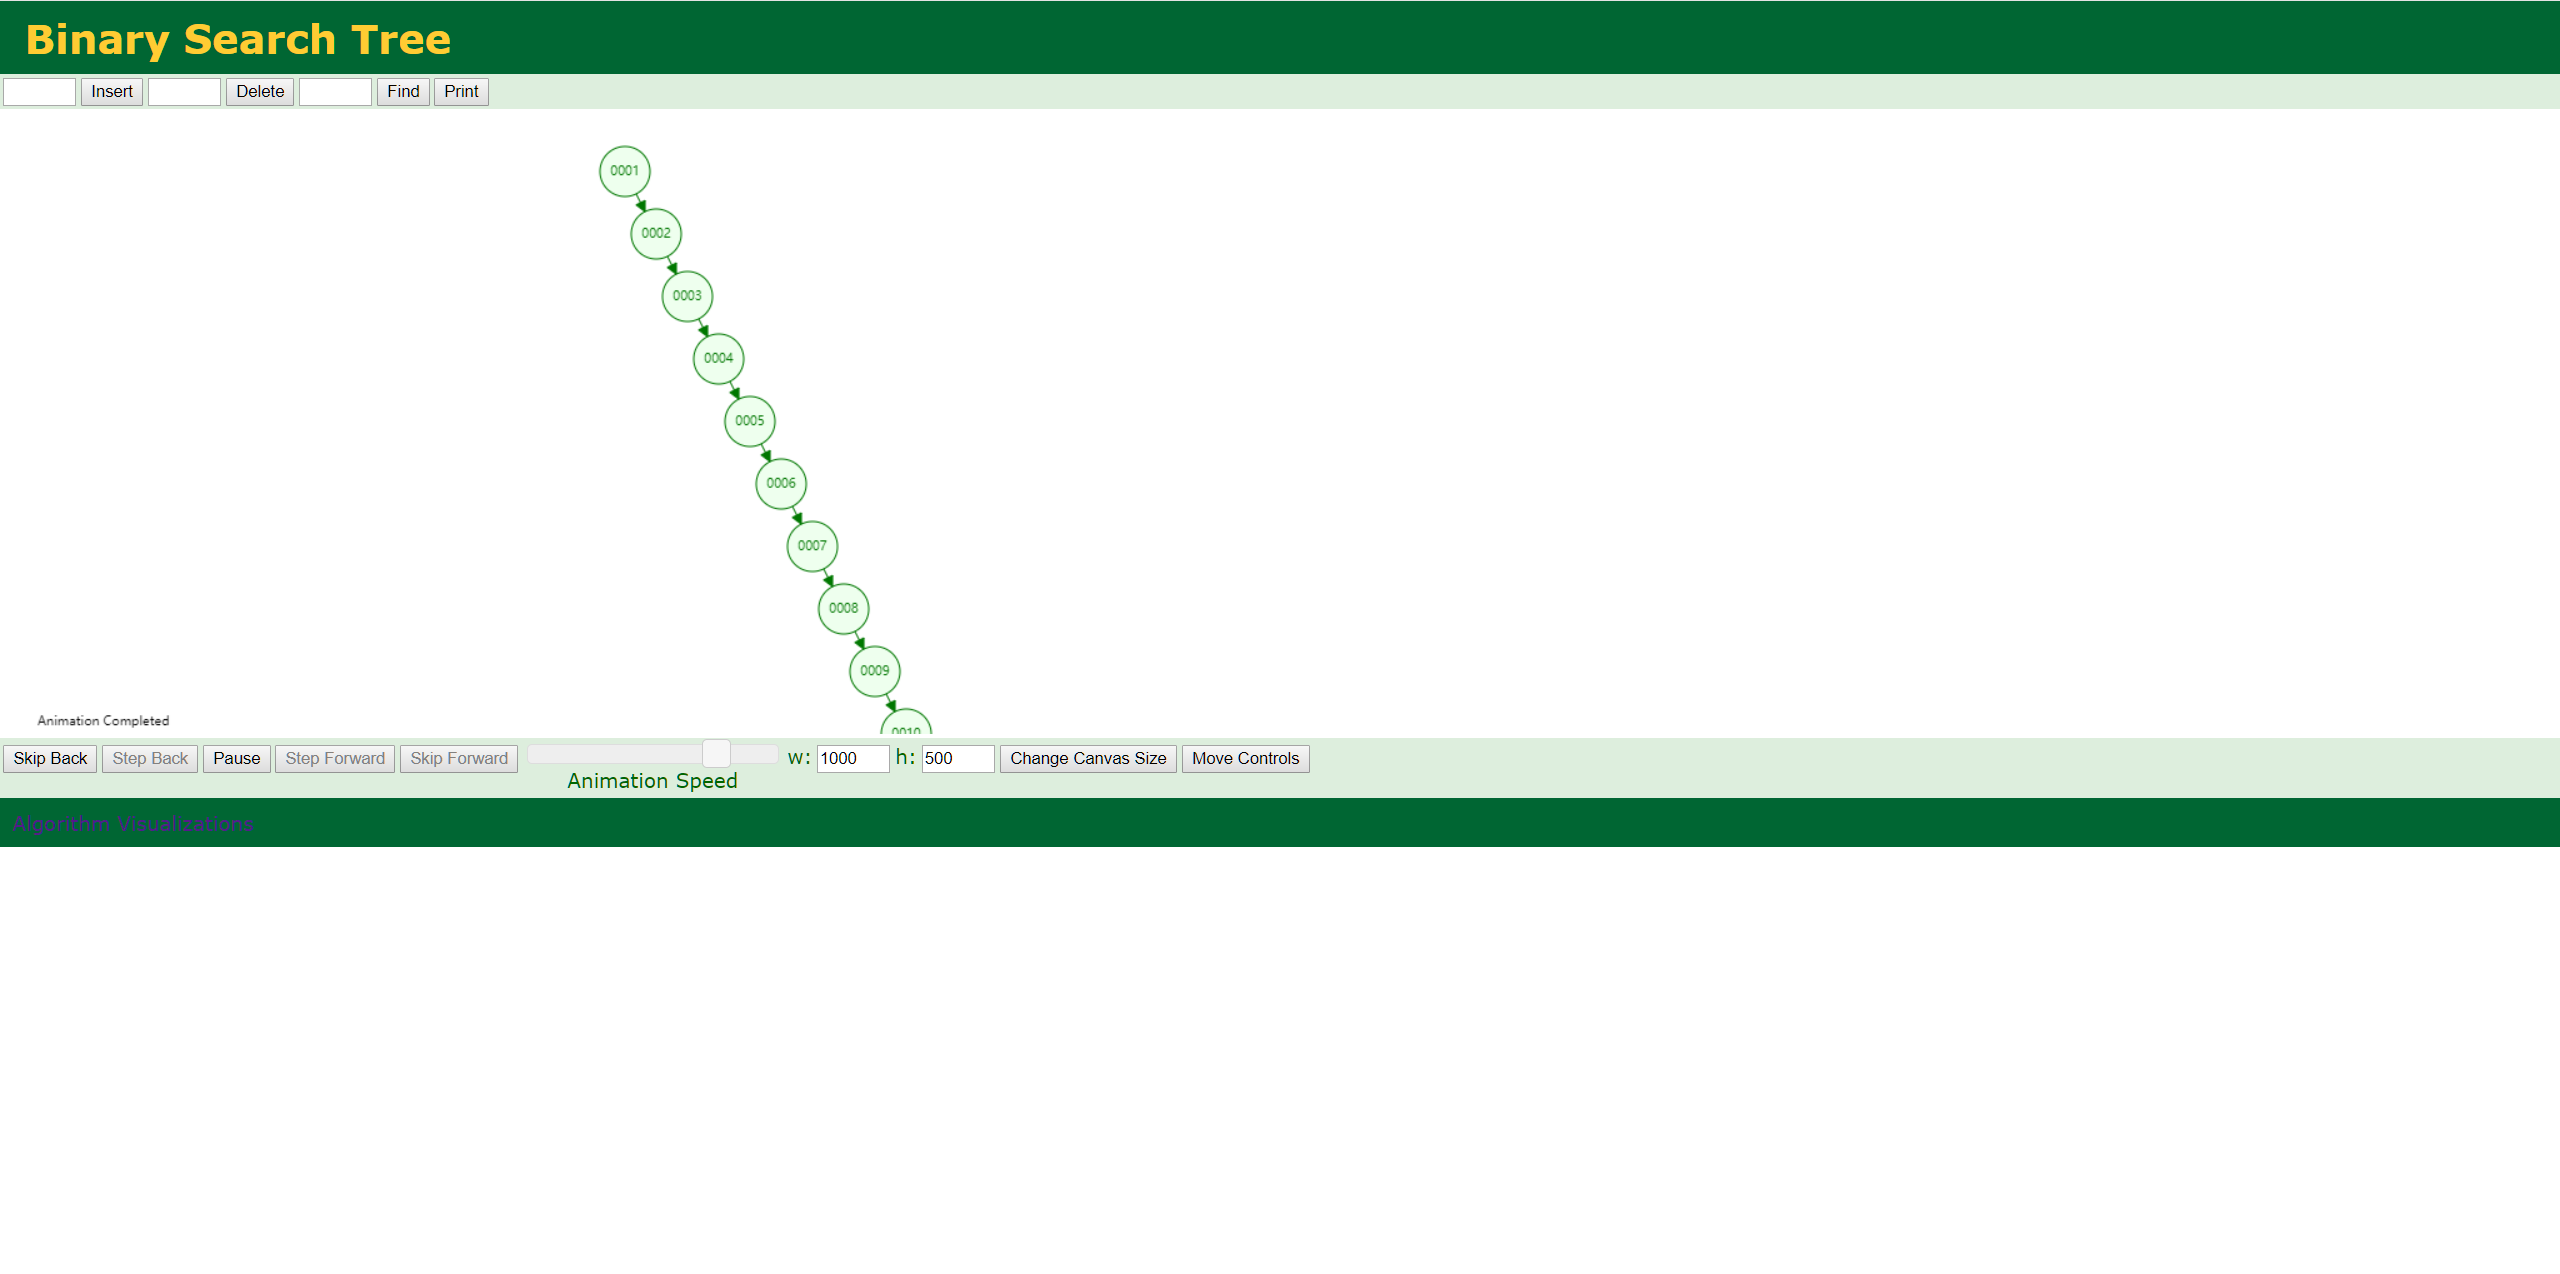 Binary Search Tree
Insert Delete Find Print
0001
0002
0003
0004
0005
0006
0007
0008
0009
0010
Animation Completed
Skip Back Step Back Pause Step Forward Skip Forward w: 1000 h: 500 Change Canvas Size Move Controls
Animation Speed
Algorithm Visualizations